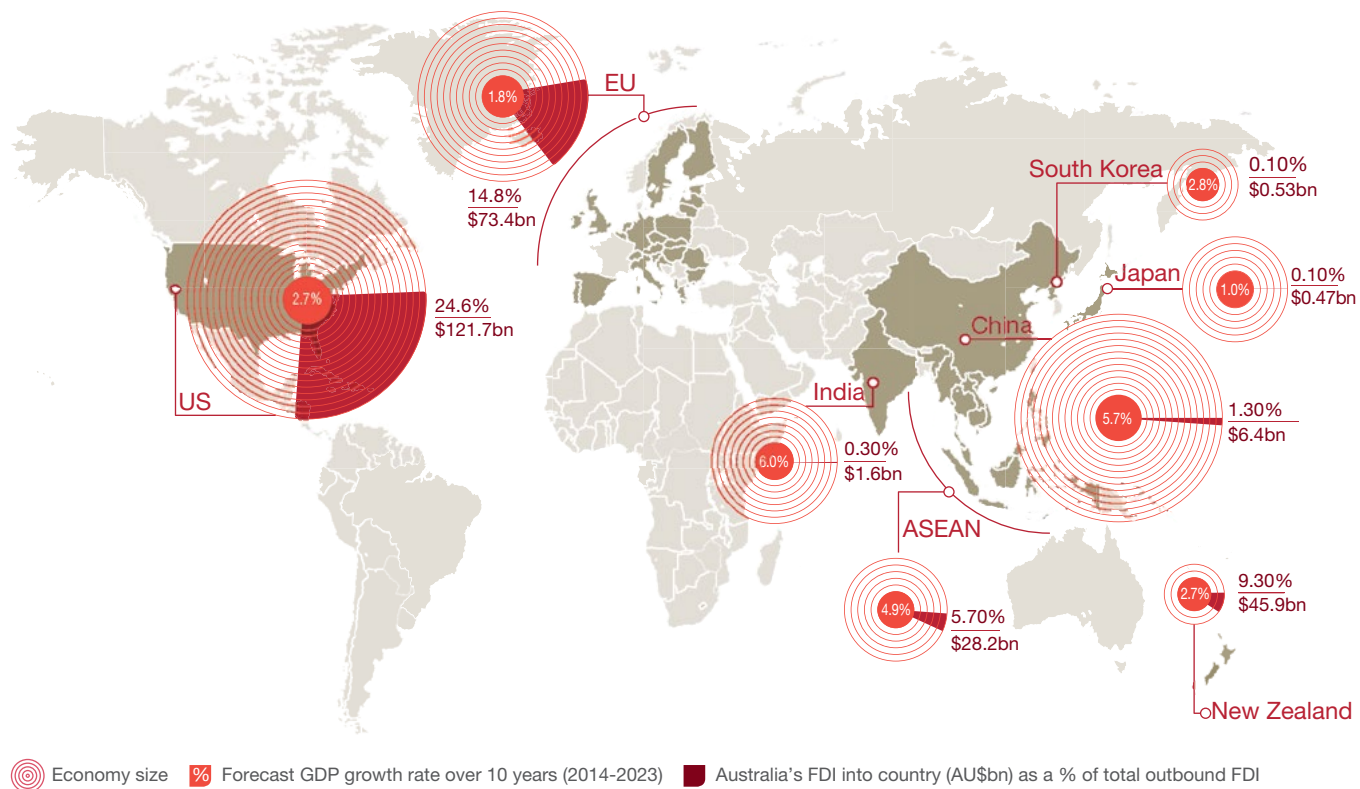 1.8%
EU
14.8%
$73.4bn
2.7%
24.6%
$121.7bn
US
South Korea
2.8%
0.10%
$0.53bn
Japan
1.0%
0.10%
$0.47bn
China
5.7%
1.30%
$6.4bn
India
6.0%
0.30%
$1.6bn
ASEAN
4.9%
5.70%
$28.2bn
2.7%
9.30%
$45.9bn
New Zealand
Economy size
% Forecast GDP growth rate over 10 years (2014-2023)
Australia's FDI into country (AU$bn) as a % of total outbound FDI